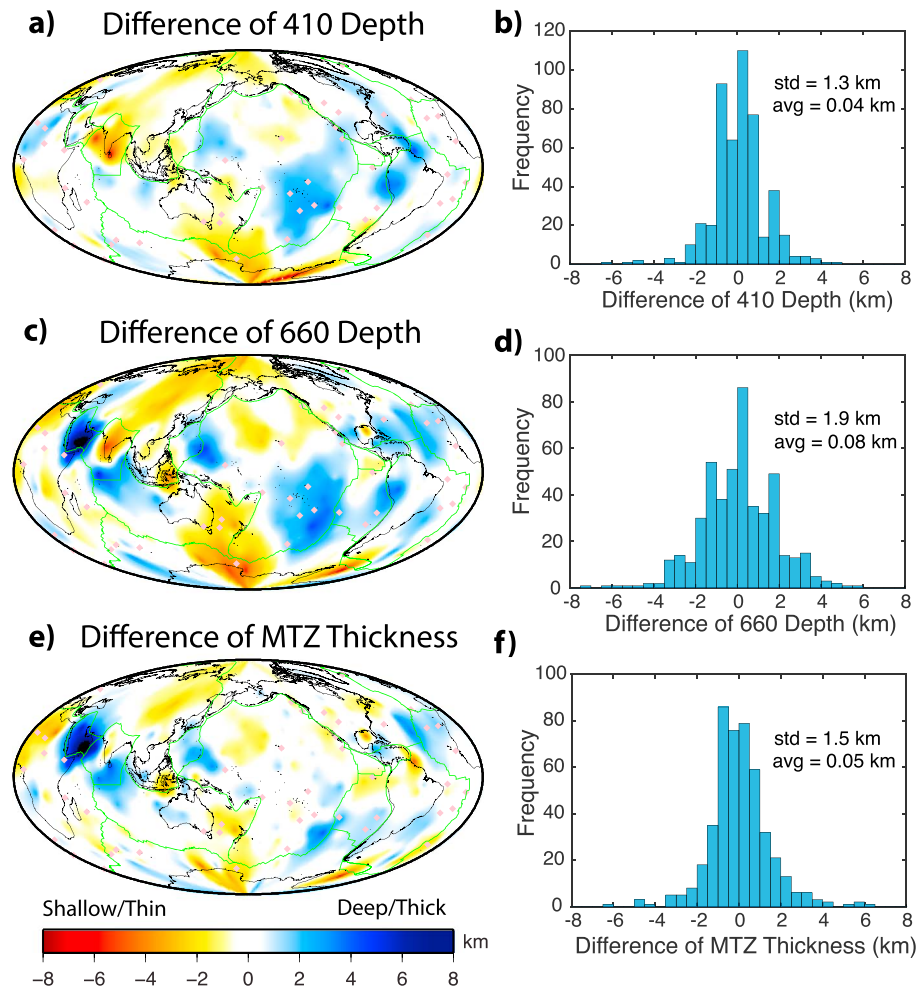 a) Difference of 410 Depth
b)
120
100
80
60
40
20
0
Frequency
std = 1.3 km
avg = 0.04 km
-8 -6 -4 -2 0 2 4 6 8
Difference of 410 Depth (km)
c) Difference of 660 Depth
d)
100
80
60
40
20
0
Frequency
std = 1.9 km
avg = 0.08 km
-8 -6 -4 -2 0 2 4 6 8
Difference of 660 Depth (km)
e) Difference of MTZ Thickness
f)
100
80
60
40
20
0
Frequency
std = 1.5 km
avg = 0.05 km
-8 -6 -4 -2 0 2 4 6 8
Difference of MTZ Thickness (km)
Shallow/Thin Deep/Thick
km
−8 −6 −4 −2 0 2 4 6 8